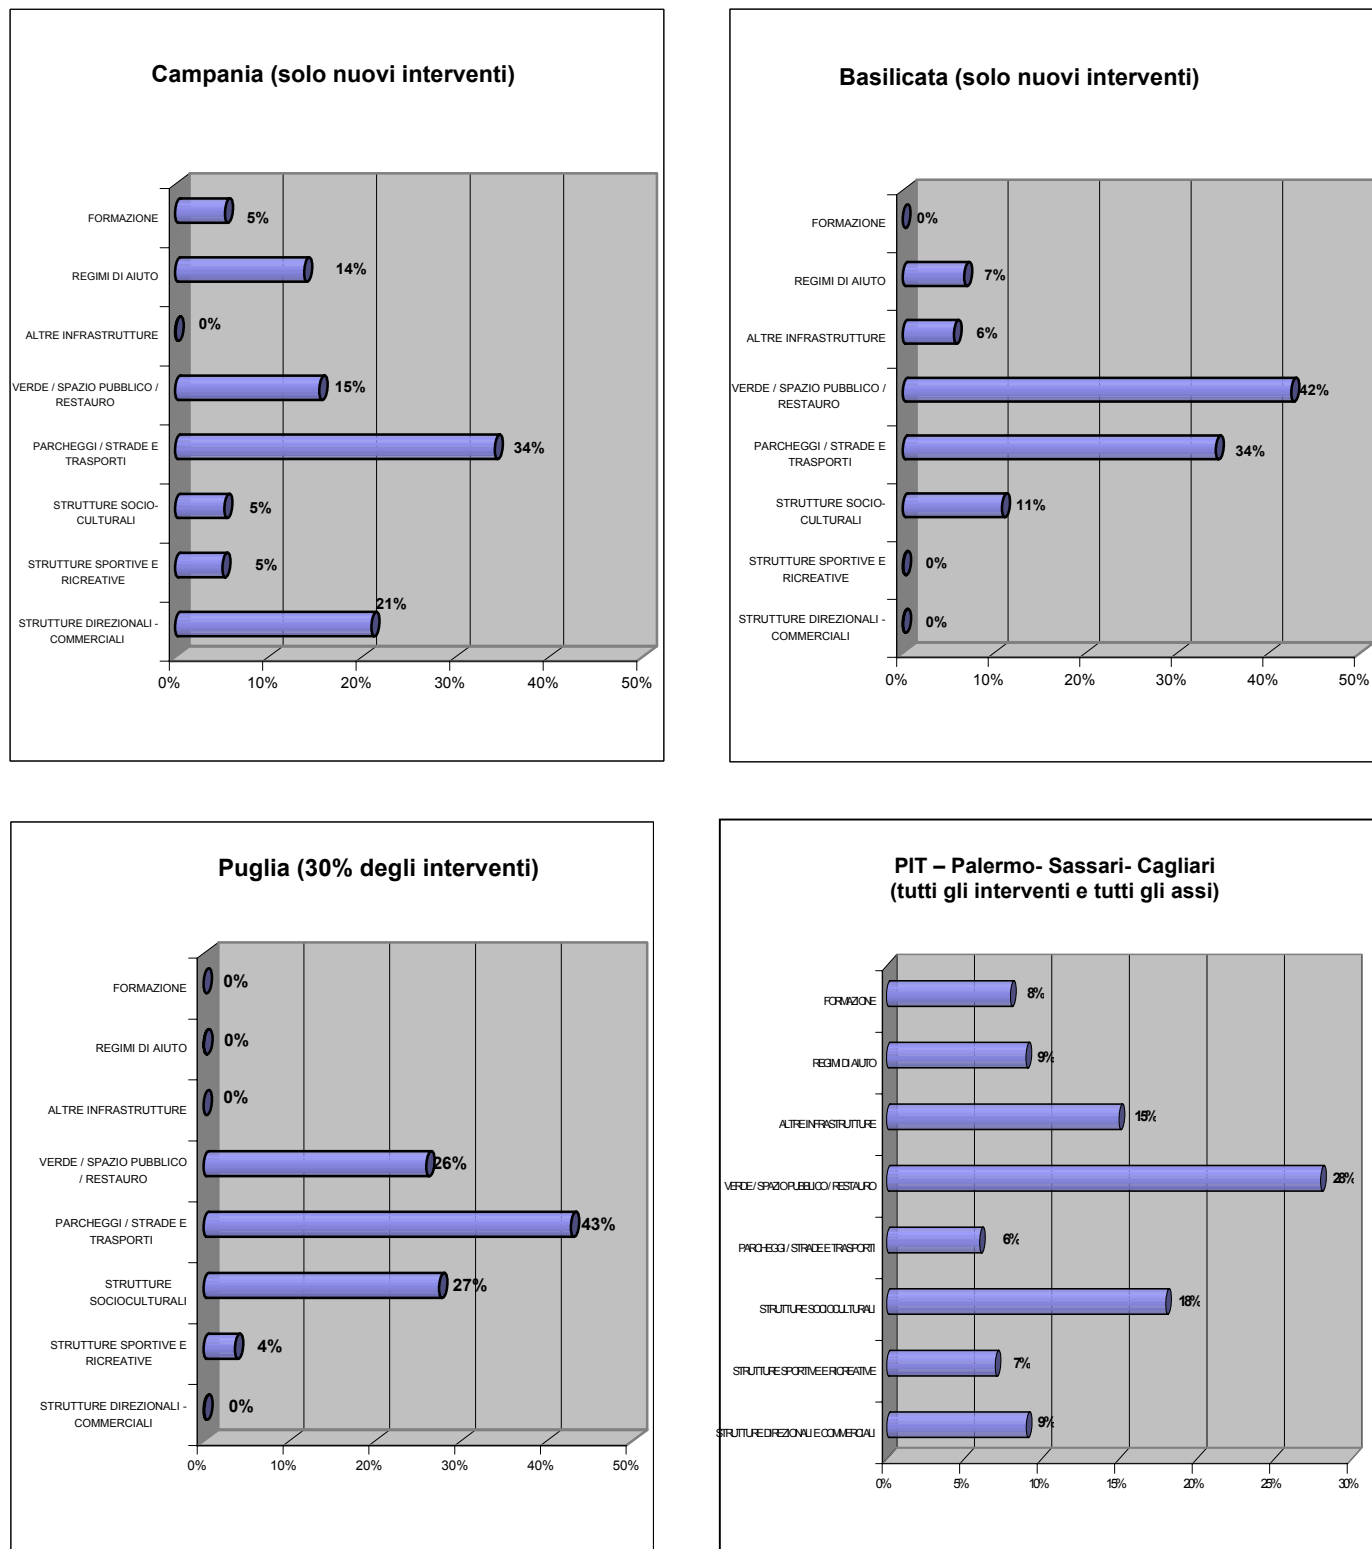 Campania (solo nuovi interventi)
FORMAZIONE
5%
REGIMI DI AIUTO
14%
ALTRE INFRASTRUTTURE
0%
VERDE / SPAZIO PUBBLICO /
RESTAURO
15%
PARCHEGGI / STRADE E
TRASPORTI
34%
STRUTTURE SOCIO-
CULTURALI
5%
STRUTTURE SPORTIVE E
RICREATIVE
5%
STRUTTURE DIREZIONALI -
COMMERCIALI
21%
0% 10% 20% 30% 40% 50%
Basilicata (solo nuovi interventi)
FORMAZIONE
0%
REGIMI DI AIUTO
7%
ALTRE INFRASTRUTTURE
6%
VERDE / SPAZIO PUBBLICO /
RESTAURO
42%
PARCHEGGI / STRADE E
TRASPORTI
34%
STRUTTURE SOCIO-
CULTURALI
11%
STRUTTURE SPORTIVE E
RICREATIVE
0%
STRUTTURE DIREZIONALI -
COMMERCIALI
0%
0% 10% 20% 30% 40% 50%
Puglia (30% degli interventi)
FORMAZIONE
0%
REGIMI DI AIUTO
0%
ALTRE INFRASTRUTTURE
0%
VERDE / SPAZIO PUBBLICO
/ RESTAURO
26%
PARCHEGGI / STRADE E
TRASPORTI
43%
STRUTTURE
SOCIOCULTURALI
27%
STRUTTURE SPORTIVE E
RICREATIVE
4%
STRUTTURE DIREZIONALI -
COMMERCIALI
0%
0% 10% 20% 30% 40% 50%
PIT – Palermo- Sassari- Cagliari
(tutti gli interventi e tutti gli assi)
FORMAZIONE
8%
REGIMI DI AIUTO
9%
ALTRE INFRASTRUTTURE
15%
VERDE / SPAZIO PUBBLICO / RESTAURO
28%
PARCHEGGI / STRADE E TRASPORTI
6%
STRUTTURE SOCIOCULTURALI
18%
STRUTTURE SPORTIVE E RICREATIVE
7%
STRUTTURE DIREZIONALI E COMMERCIALI
9%
0% 5% 10% 15% 20% 25% 30%